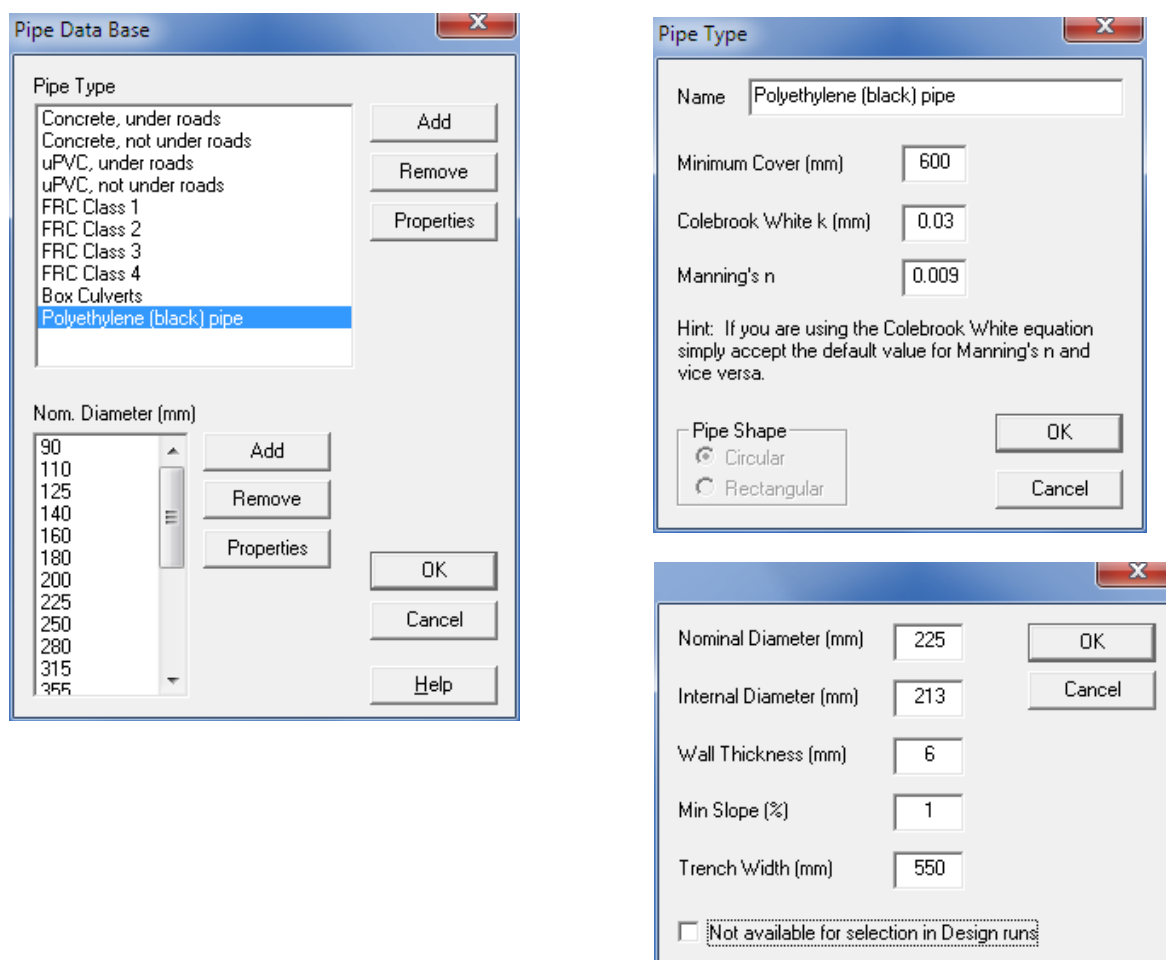 Pipe Data Base
Pipe Type
Concrete, under roads
Concrete, not under roads
uPVC, under roads
uPVC, not under roads
FRC Class 1
FRC Class 2
FRC Class 3
FRC Class 4
Box Culverts
Polyethylene (black) pipe
Add
Remove
Properties
Nom. Diameter (mm)
90
110
125
140
160
180
200
225
250
280
315
355
Add
Remove
Properties
OK
Cancel
Help
Pipe Type
Name Polyethylene (black) pipe
Minimum Cover (mm) 600
Colebrook White k (mm) 0.03
Manning's n 0.009
Hint: If you are using the Colebrook White equation
simply accept the default value for Manning's n and
vice versa.
Pipe Shape
Circular
Rectangular
OK
Cancel
Nominal Diameter (mm) 225
Internal Diameter (mm) 213
Wall Thickness (mm) 6
Min Slope (%) 1
Trench Width (mm) 550
Not available for selection in Design runs
OK
Cancel